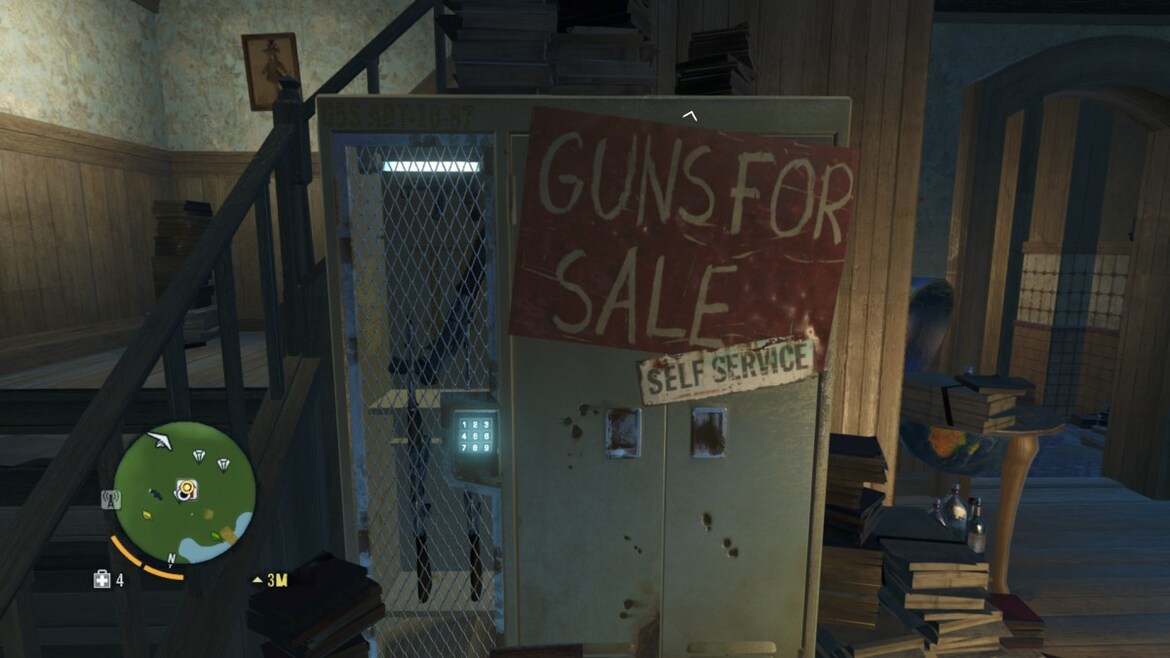 GUNS FOR
SALE
SELF SERVICE
1 2 3
4 5 6
7 8 9
N
4
3M